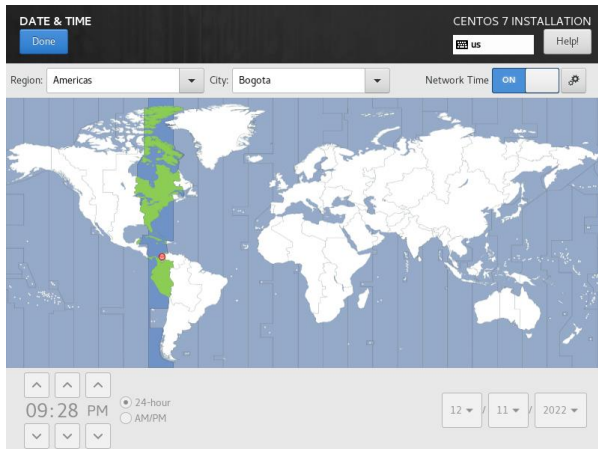 DATE & TIME
CENTOS 7 INSTALLATION
Done
us
Help!
Region: Americas City: Bogota Network Time ON
09:28 PM
24-hour
AM/PM
12 / 11 / 2022